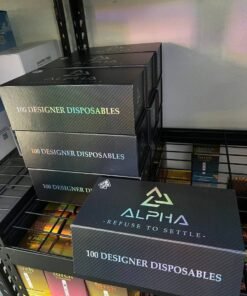 100 DESIGNER DISPOSABLES
100 DESIGNER DISPOSABLES
100 DESIGNER DISPOSABLES
ALPHA
-REFUSE TO SETTLE-
100 DESIGNER DISPOSABLES